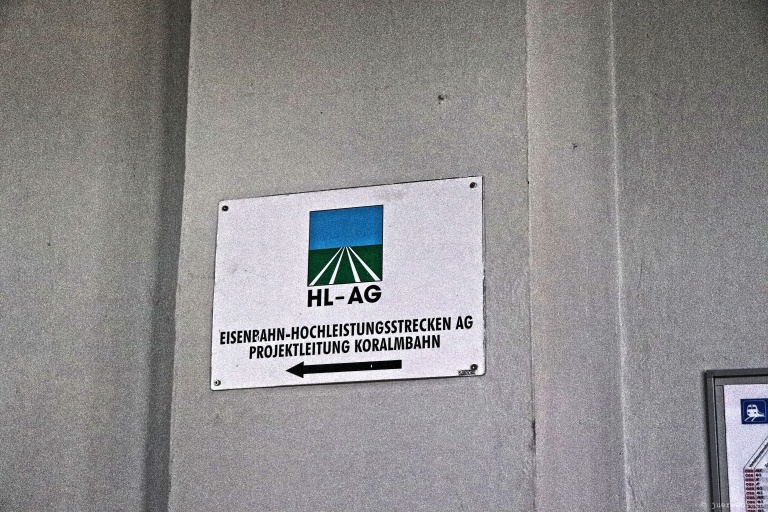 HL-AG
EISENBAHN-HOCHLEISTUNGSSTRECKEN AG
PROJEKTLEITUNG KORALMBAHN